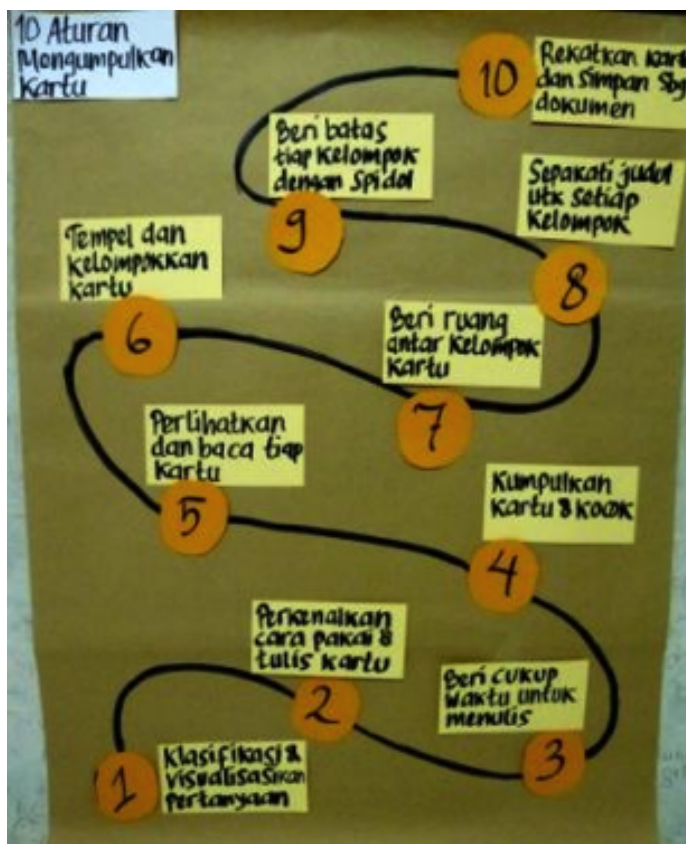 10 Aturan
Mengumpulkan
Kartu
10
Rekatkan
dan Simpan Sbg
dokumen
Beri batas
tiap Kelompok
dengan Spidol
9
Sepakati judul
utk Setiap
Kelompok
8
Tempel dan
Kelompokkan
kartu
6
Beri ruang
antar Kelompok
Kartu
7
Perlihatkan
dan baca tiap
kartu
5
Kumpulkan
Kartu & kocok
4
Perkenalkan
cara pakai &
tulis kartu
2
Beri cukup
waktu untuk
menulis
3
1
Klasifikasi &
visualisasikan
pertanyaan